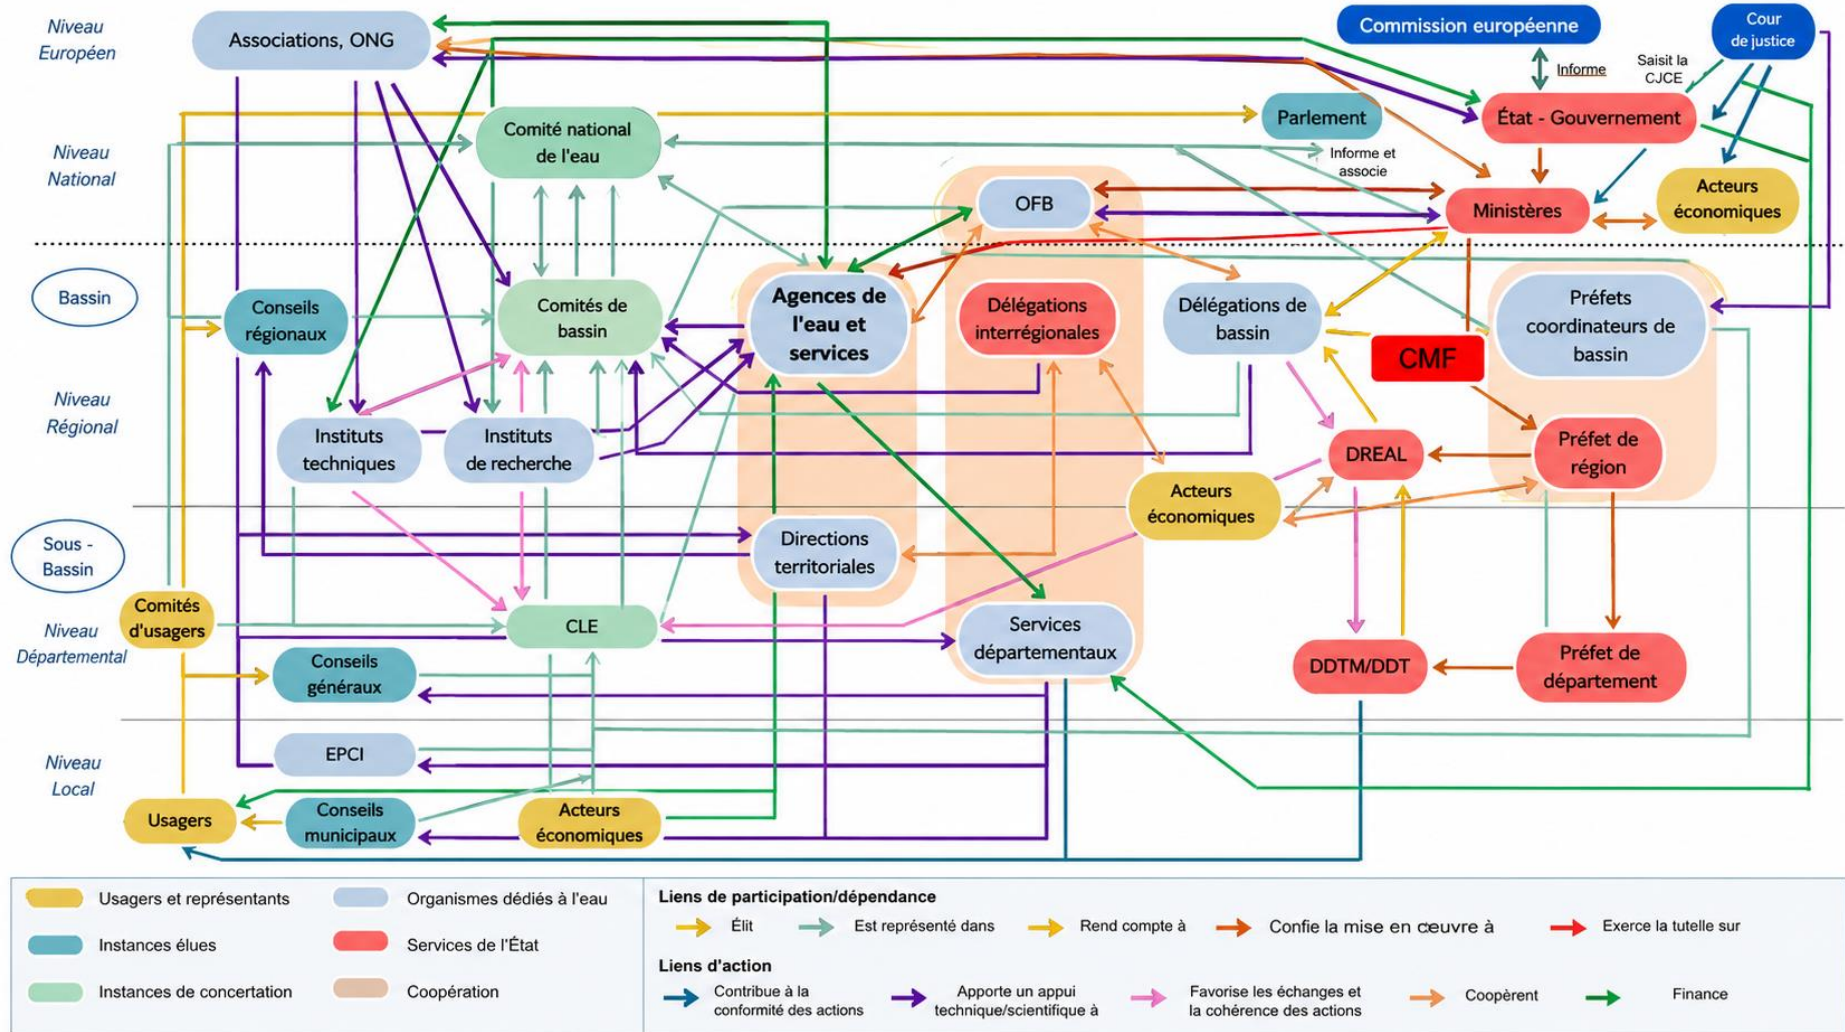 Niveau
Européen
Associations, ONG
Commission européenne
Cour
de justice
Informe
Saisit la
CJCE
Niveau
National
Comité national
de l'eau
Parlement
État - Gouvernement
Informe et
associe
OFB
Ministères
Acteurs
économiques
Bassin
Conseils
régionaux
Comités de
bassin
Agences de
l'eau et
services
Délégations
interrégionales
Délégations de
bassin
CMF
Préfets
coordinateurs de
bassin
Niveau
Régional
Instituts
techniques
Instituts
de recherche
DREAL
Préfet de
région
Acteurs
économiques
Sous -
Bassin
Directions
territoriales
Comités
d'usagers
Niveau
Départemental
CLE
Services
départementaux
Conseils
généraux
DDTM/DDT
Préfet de
département
EPCI
Niveau
Local
Usagers
Conseils
municipaux
Acteurs
économiques
Usagers et représentants
Organismes dédiés à l'eau
Instances élues
Services de l'État
Instances de concertation
Coopération
Liens de participation/dépendance
Élit
Est représenté dans
Rend compte à
Confie la mise en œuvre à
Exerce la tutelle sur
Liens d'action
Contribue à la
conformité des actions
Apporte un appui
technique/scientifique à
Favorise les échanges et
la cohérence des actions
Coopèrent
Finance